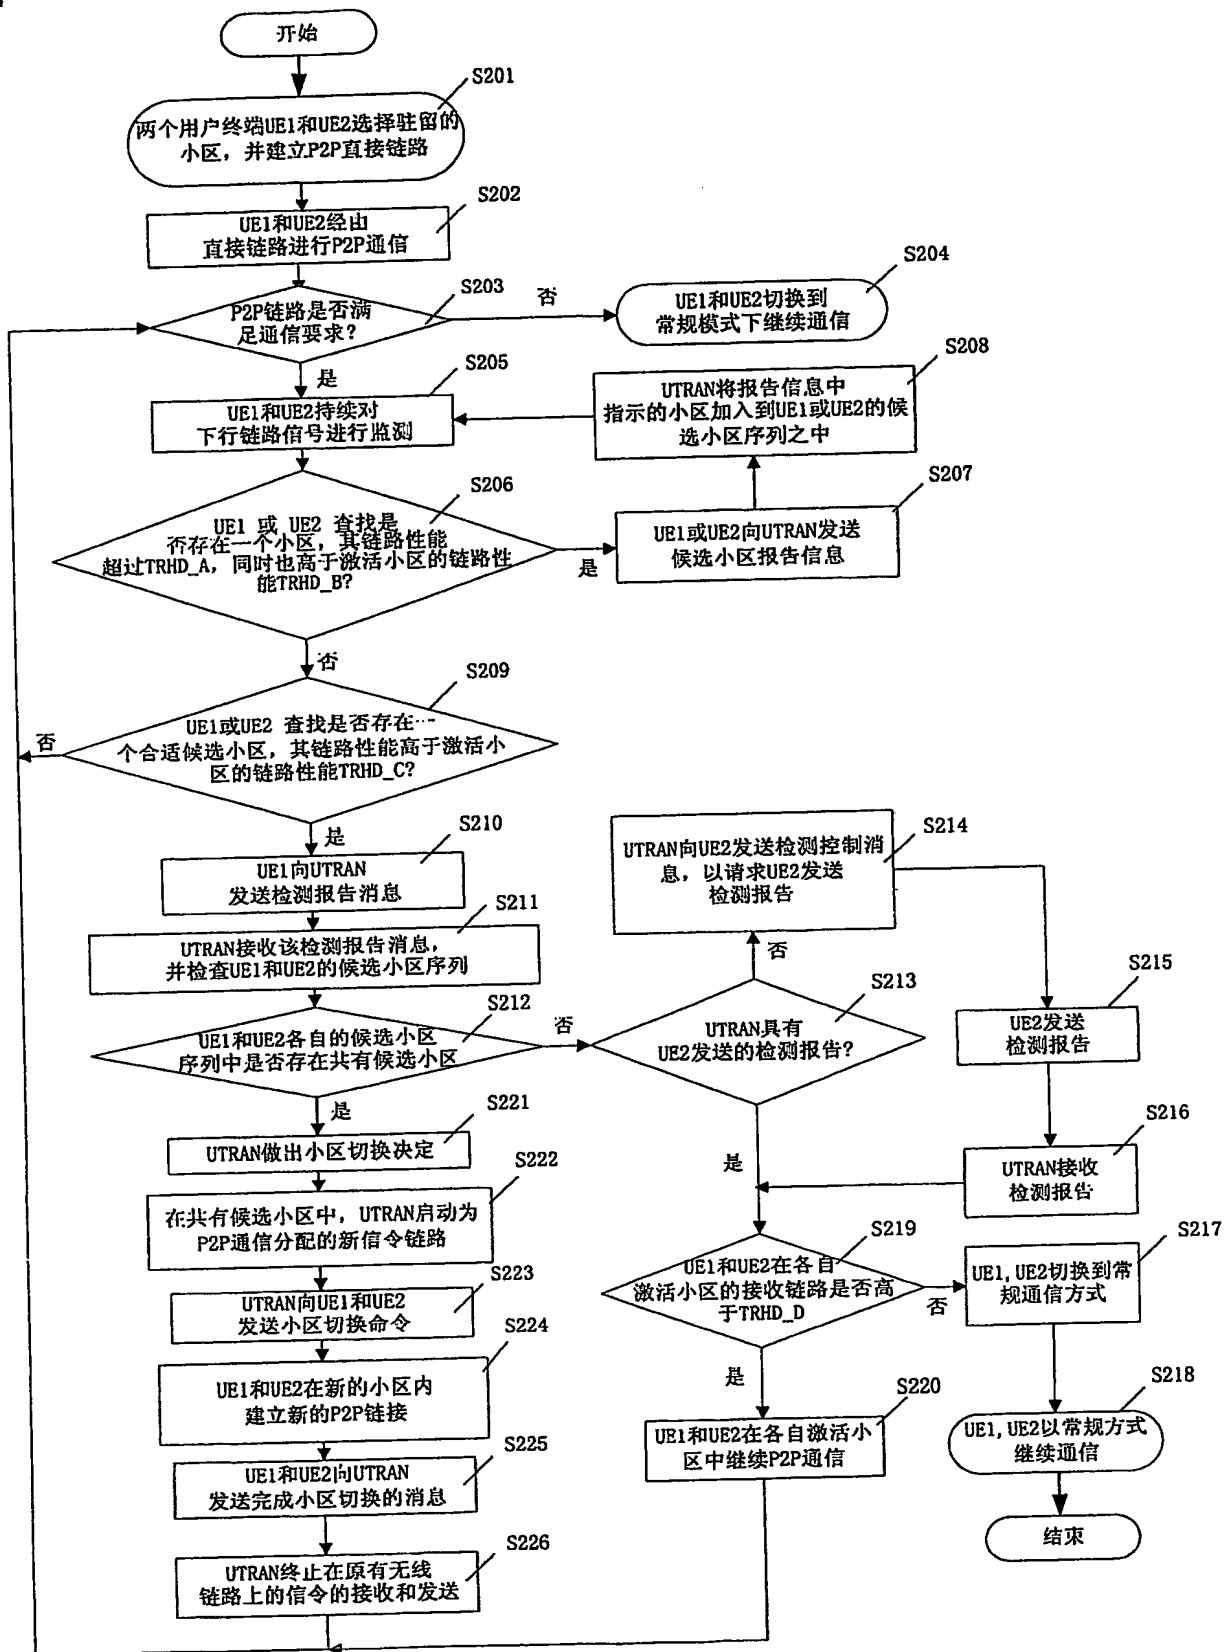 开始
S201
两个用户终端UE1和UE2选择驻留的
小区，并建立P2P直接链路
S202
UE1和UE2经由
直接链路进行P2P通信
S203
P2P链路是否满
足通信要求?
否
S204
UE1和UE2切换到
常规模式下继续通信
是
S205
UE1和UE2持续对
下行链路信号进行监测
S208
UTRAN将报告信息中
指示的小区加入到UE1或UE2的候
选小区序列之中
S206
UE1 或 UE2 查找是
否存在一个小区，其链路性能
超过TRHD_A，同时也高于激活小区的链路性
能TRHD_B?
是
S207
UE1或UE2向UTRAN发送
候选小区报告信息
否
S209
UE1或UE2 查找是否存在一
个合适候选小区，其链路性能高于激活小
区的链路性能TRHD_C?
否
是
S210
UE1向UTRAN
发送检测报告消息
S211
UTRAN接收该检测报告消息，
并检查UE1和UE2的候选小区序列
S212
UE1和UE2各自的候选小区
序列中是否存在共有候选小区
否
S213
UTRAN具有
UE2发送的检测报告?
否
S214
UTRAN向UE2发送检测控制消
息，以请求UE2发送
检测报告
S215
UE2发送
检测报告
S216
UTRAN接收
检测报告
是
S219
UE1和UE2在各自
激活小区的接收链路是否高
于TRHD_D
否
S217
UE1,UE2切换到常
规通信方式
S218
UE1,UE2以常规方式
继续通信
结束
是
S220
UE1和UE2在各自激活小
区中继续P2P通信
是
S221
UTRAN做出小区切换决定
S222
在共有候选小区中，UTRAN启动为
P2P通信分配的新信令链路
S223
UTRAN向UE1和UE2
发送小区切换命令
S224
UE1和UE2在新的小区内
建立新的P2P链接
S225
UE1和UE2向UTRAN
发送完成小区切换的消息
S226
UTRAN终止在原有无线
链路上的信令的接收和发送